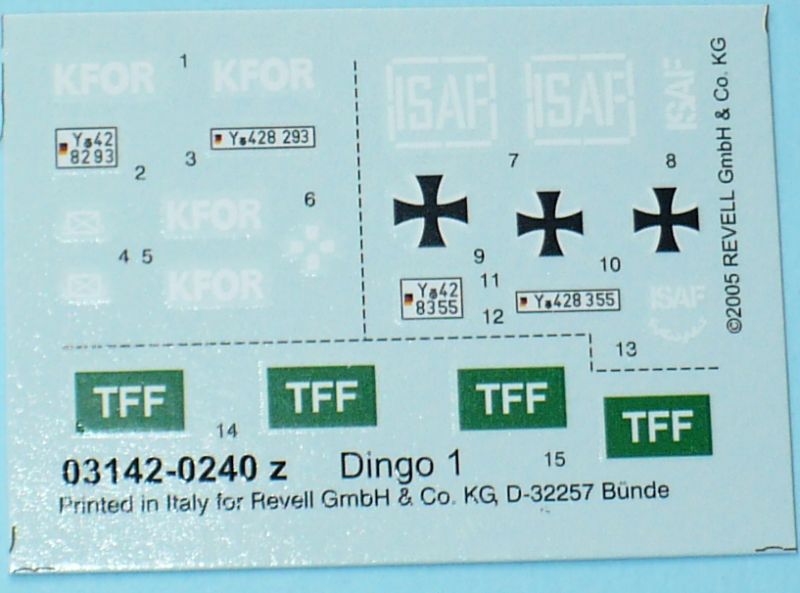 KFOR 1 KFOR
Y 42
8293
2
3
Y 428 293
KFOR
6
4 5
KFOR
ISAF ISAF ISAF
7
8
9
10
11
Y 42
8355
12
Y 428 355
ISAF
13
©2005 REVELL GmbH & Co. KG
TFF TFF TFF TFF
14
15
03142-0240 z Dingo 1
Printed in Italy for Revell GmbH & Co. KG, D-32257 Bünde